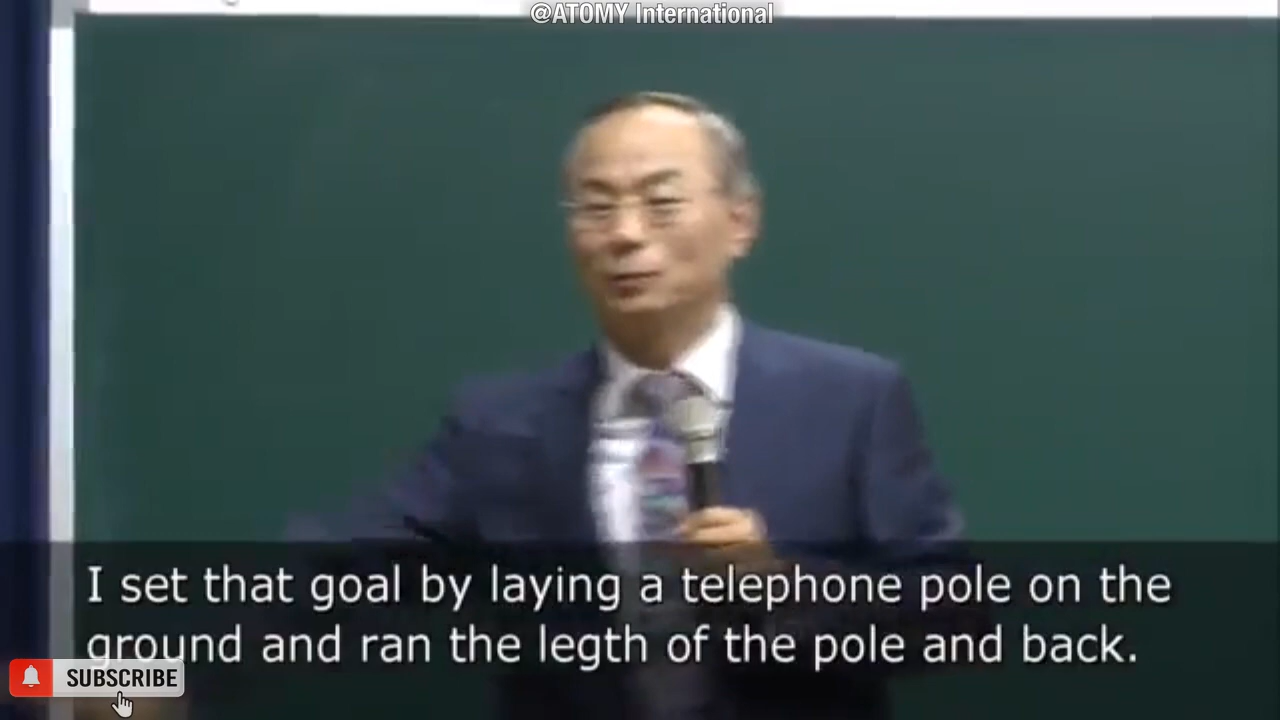 @ATOMY International
I set that goal by laying a telephone pole on the
ground and ran the legth of the pole and back.
SUBSCRIBE